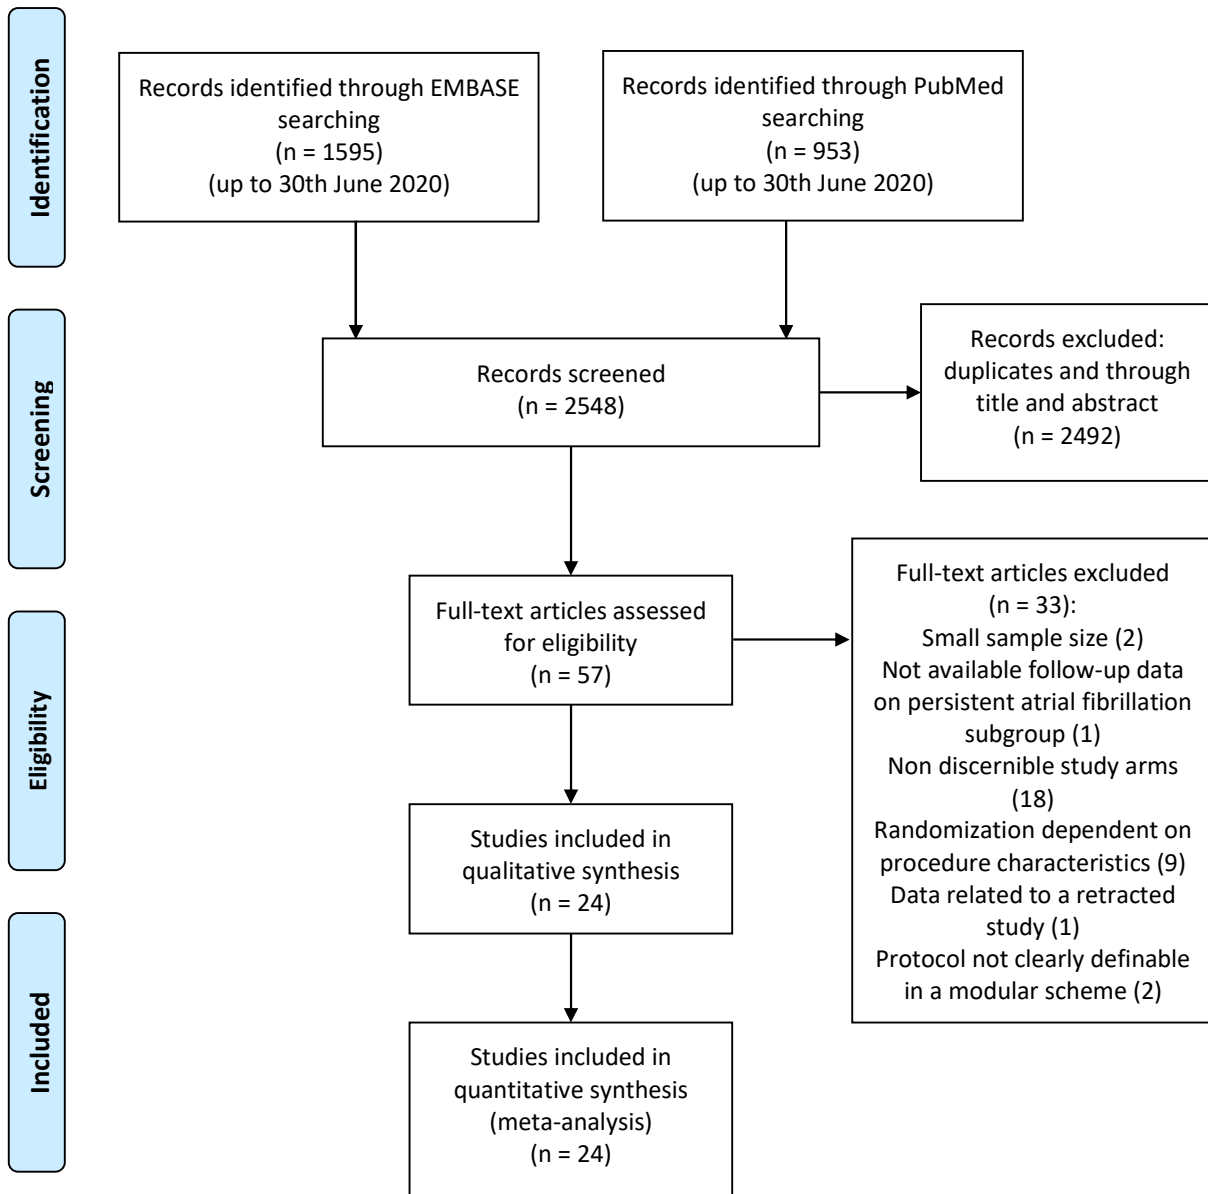 Identification
Records identified through EMBASE
searching
(n = 1595)
(up to 30th June 2020)
Records identified through PubMed
searching
(n = 953)
(up to 30th June 2020)
Screening
Records screened
(n = 2548)
Records excluded:
duplicates and through
title and abstract
(n = 2492)
Eligibility
Full-text articles assessed
for eligibility
(n = 57)
Full-text articles excluded
(n = 33):
Small sample size (2)
Not available follow-up data
on persistent atrial fibrillation
subgroup (1)
Non discernible study arms
(18)
Randomization dependent on
procedure characteristics (9)
Data related to a retracted
study (1)
Protocol not clearly definable
in a modular scheme (2)
Studies included in
qualitative synthesis
(n = 24)
Included
Studies included in
quantitative synthesis
(meta-analysis)
(n = 24)